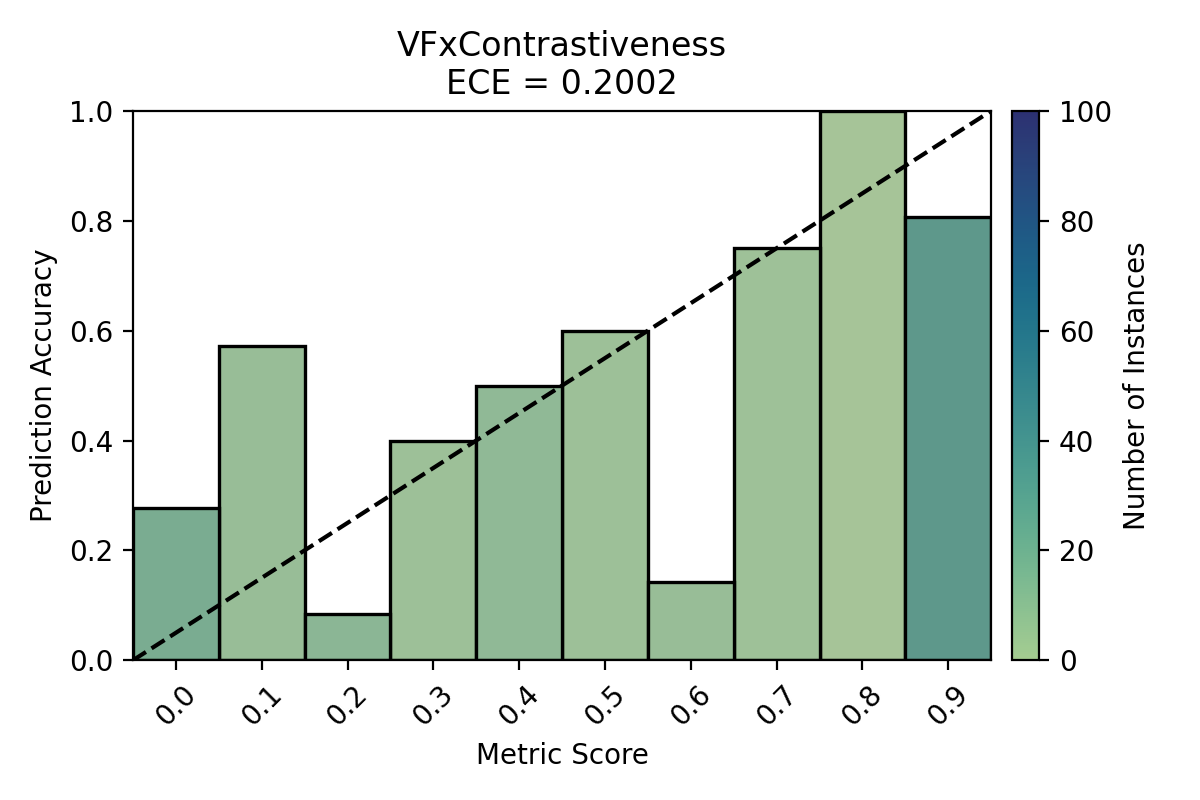 VFxContrastiveness
ECE = 0.2002
1.0
0.8
0.6
0.4
0.2
0.0
Prediction Accuracy
0.0 0.1 0.2 0.3 0.4 0.5 0.6 0.7 0.8 0.9
Metric Score
100
80
60
40
20
0
Number of Instances